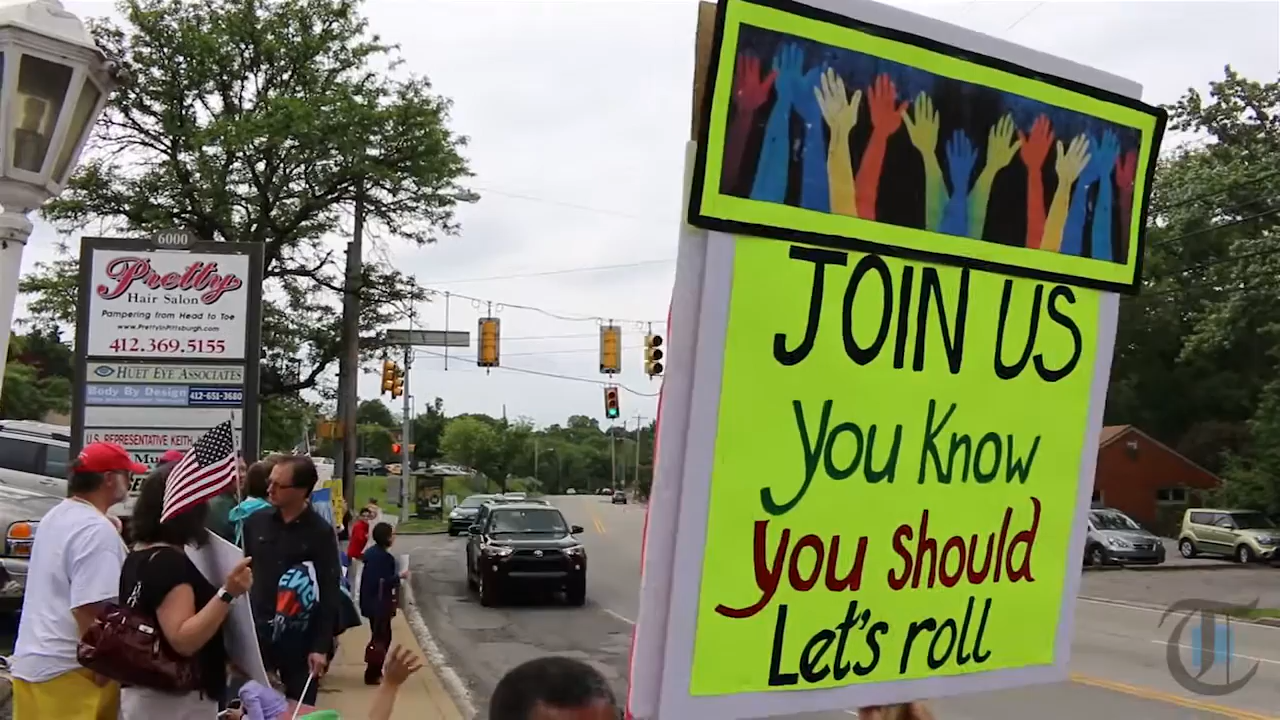 6000
Pretty
Hair Salon
Pampering from Head to Toe
www.PrettyInPittsburgh.com
412.369.5155
HUET EYE ASSOCIATES
Body By Design
412-651-3680
U.S. REPRESENTATIVE KEITH
JOIN US
you Know
you should
Let's roll